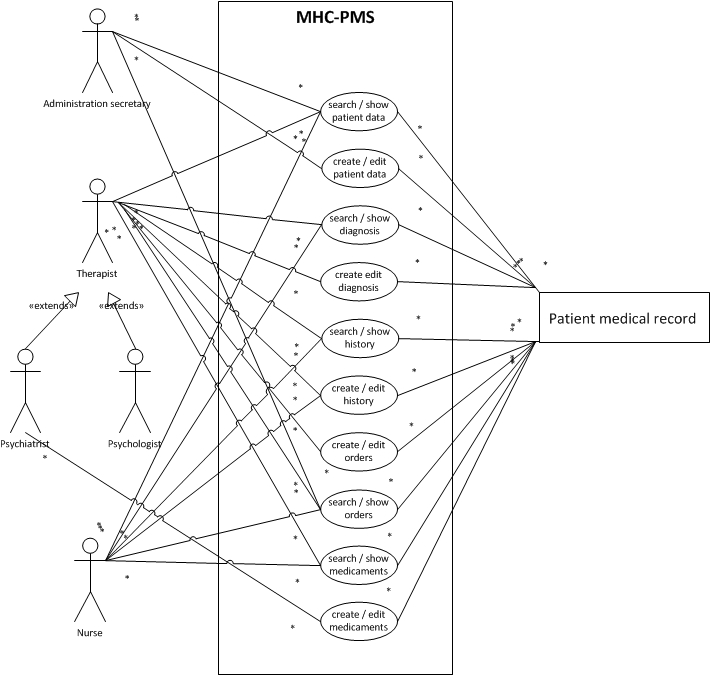 MHC-PMS
Administration secretary
search / show
patient data
create / edit
patient data
search / show
diagnosis
Therapist
create edit
diagnosis
«extends»
«extends»
Patient medical record
search / show
history
create / edit
history
Psychiatrist
Psychologist
create / edit
orders
search / show
orders
search / show
medicaments
create / edit
medicaments
Nurse